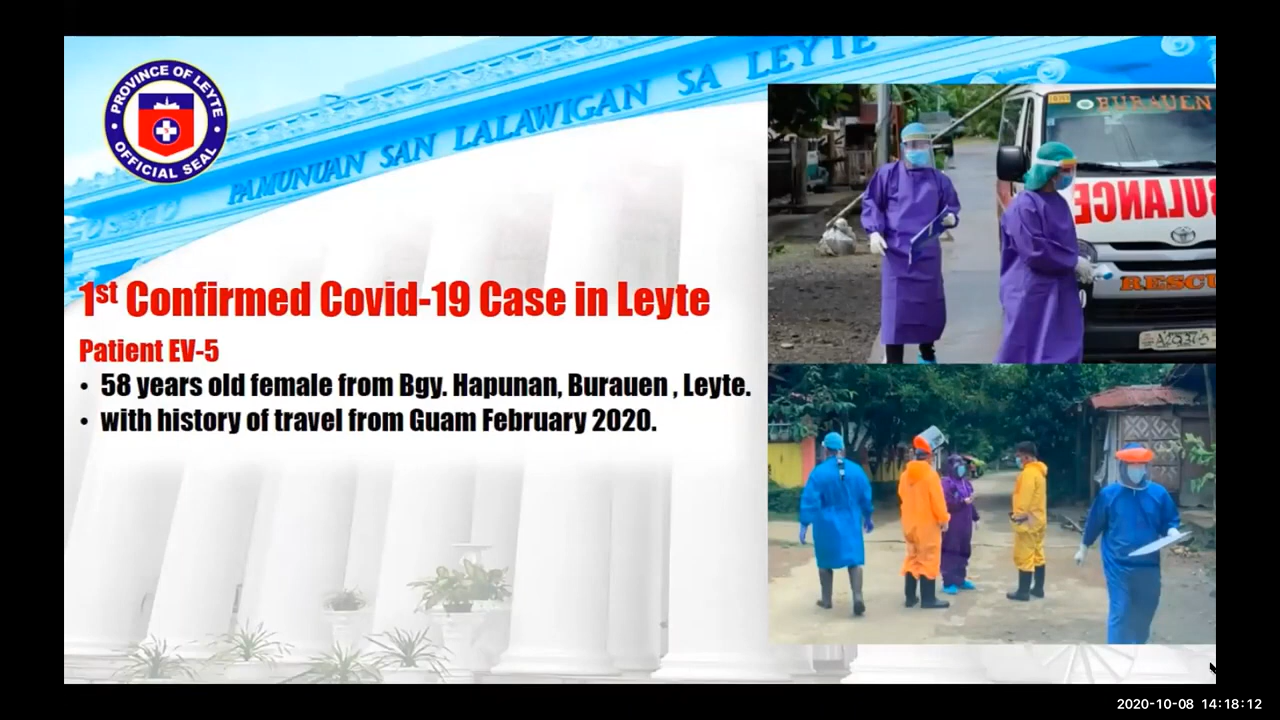 PROVINCE OF LEYTE
OFFICIAL SEAL
PAMUNUAN SAN LALAWIGAN SA LEYTE
1st Confirmed Covid-19 Case in Leyte
Patient EV-5
• 58 years old female from Bgy. Hapunan, Burauen , Leyte.
• with history of travel from Guam February 2020.
BURAUEN
RESCU
2020-10-08 14:18:12